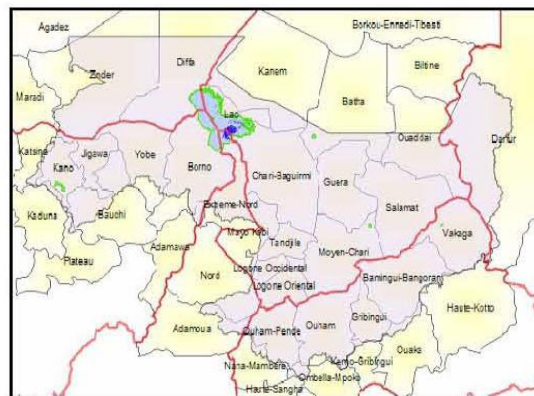 Agadez
Borkou-Ennedi-Tibesti
Diffa
Zinder
Kanem
Biltine
Maradi
Batha
Lac
Ouaddai
Darfur
Katsina
Kano
Jigawa
Yobe
Borno
Chari-Baguirmi
Guera
Salamat
Kaduna
Bauchi
Extreme-Nord
Mayo Kebi
Vakaga
Plateau
Adamawa
Nord
Tandjile
Moyen-Chari
Logone Occidental
Bamingui-Bangoran
Logone Oriental
Haute-Kotto
Adamoua
Ouham-Pende
Ouham
Gribingui
Ouaka
Nana-Mambere
Kemo-Gribingui
Haute-Sangha
Ombella-Mpoko